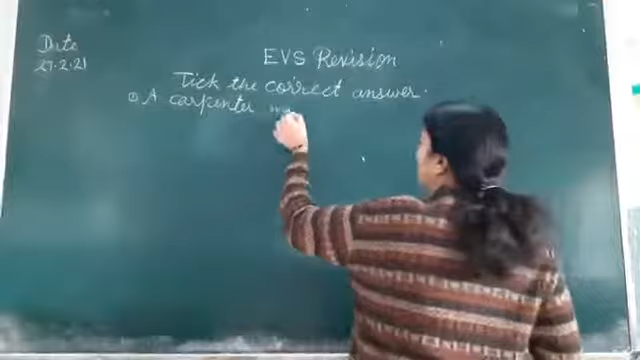 Date
27.2.21
EVS Revision
Tick the correct answer.
① A carpenter